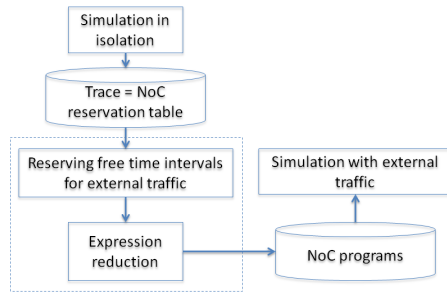 Simulation in
isolation
Trace = NoC
reservation table
Reserving free time intervals
for external traffic
Simulation with external
traffic
Expression
reduction
NoC programs